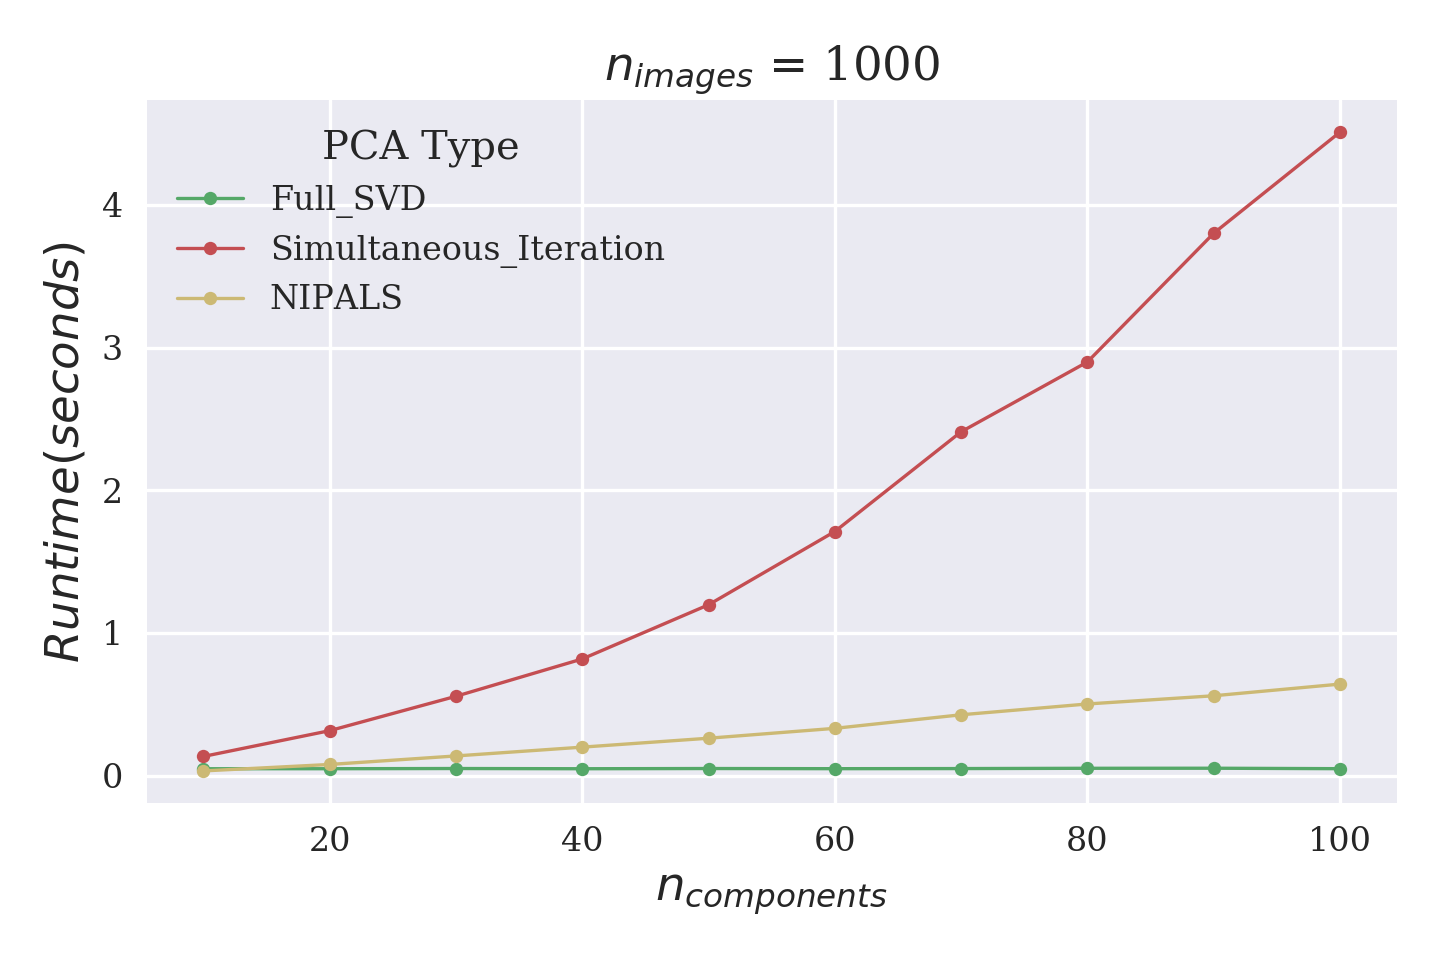 n_images = 1000
PCA Type
Full_SVD
Simultaneous_Iteration
NIPALS
Runtime(seconds)
4
3
2
1
0
20 40 60 80 100
n_components